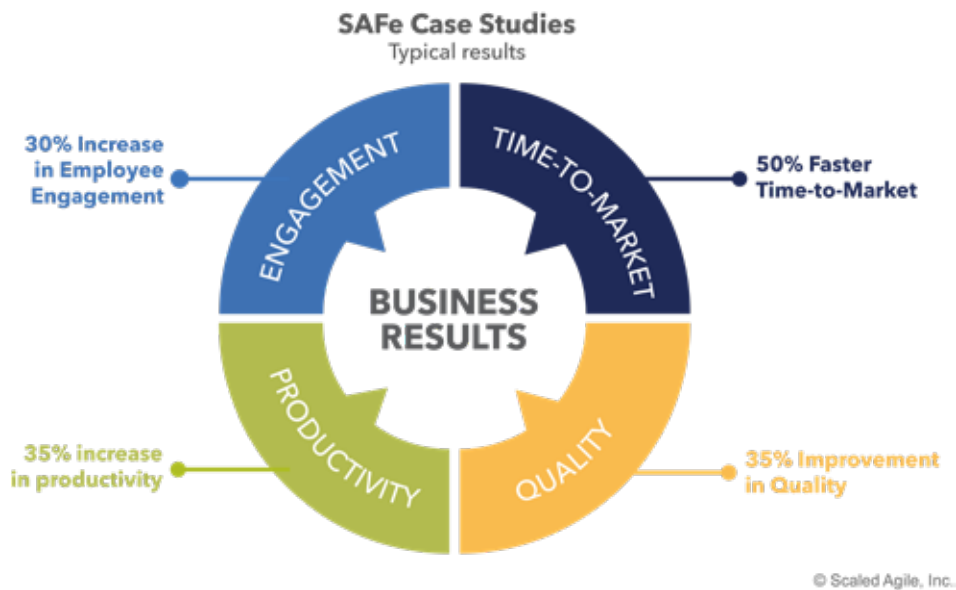 SAFe Case Studies
Typical results
30% Increase
in Employee
Engagement
ENGAGEMENT
TIME-TO-MARKET
50% Faster
Time-to-Market
BUSINESS
RESULTS
35% increase
in productivity
PRODUCTIVITY
QUALITY
35% Improvement
in Quality
© Scaled Agile, Inc.